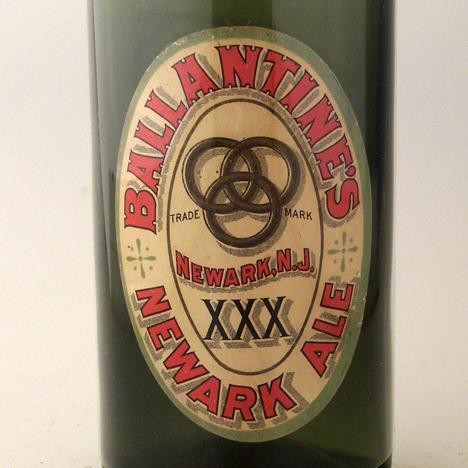 BALLANTINE'S
TRADE MARK
NEWARK, N.J.
XXX
NEWARK ALE